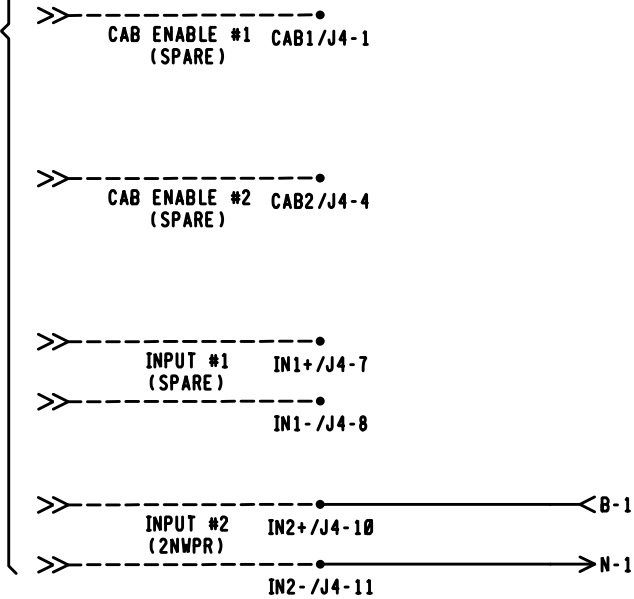 CAB ENABLE #1 CAB1/J4-1
(SPARE)
CAB ENABLE #2 CAB2/J4-4
(SPARE)
INPUT #1 IN1+/J4-7
(SPARE)
IN1-/J4-8
B-1
INPUT #2 IN2+/J4-10
(2NWPR)
N-1
IN2-/J4-11